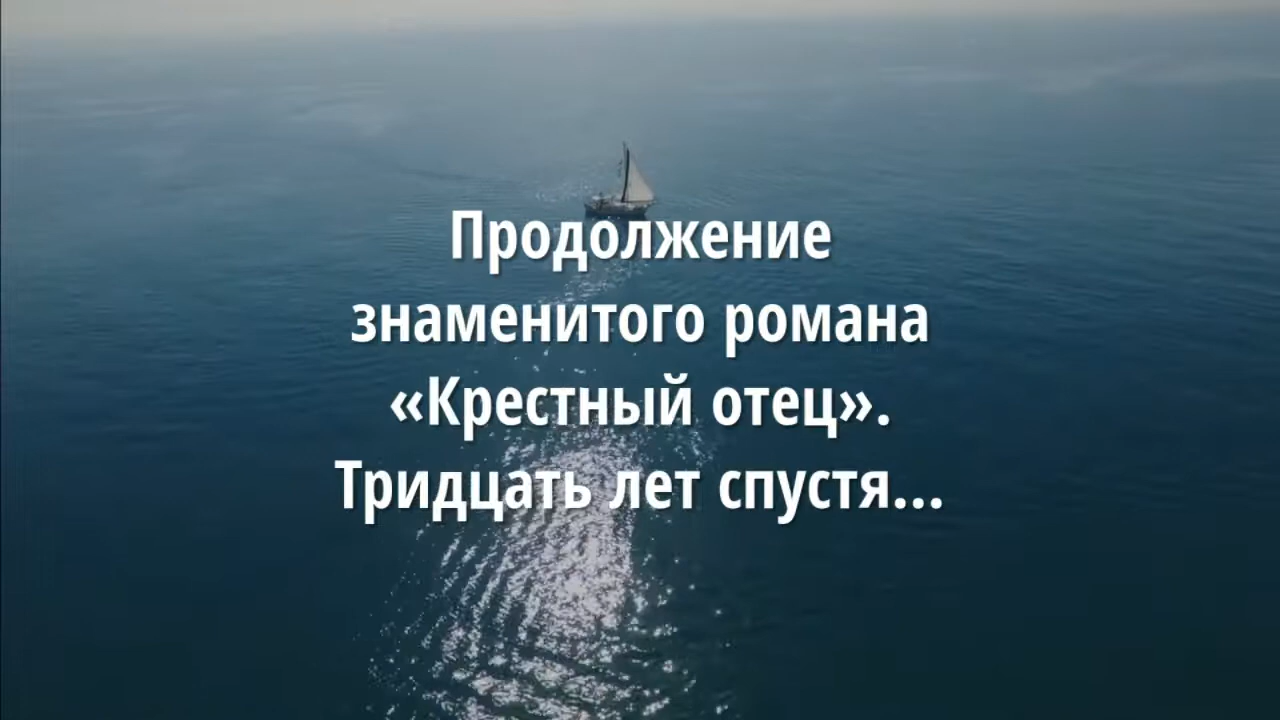 Продолжение
знаменитого романа
«Крестный отец».
Тридцать лет спустя...